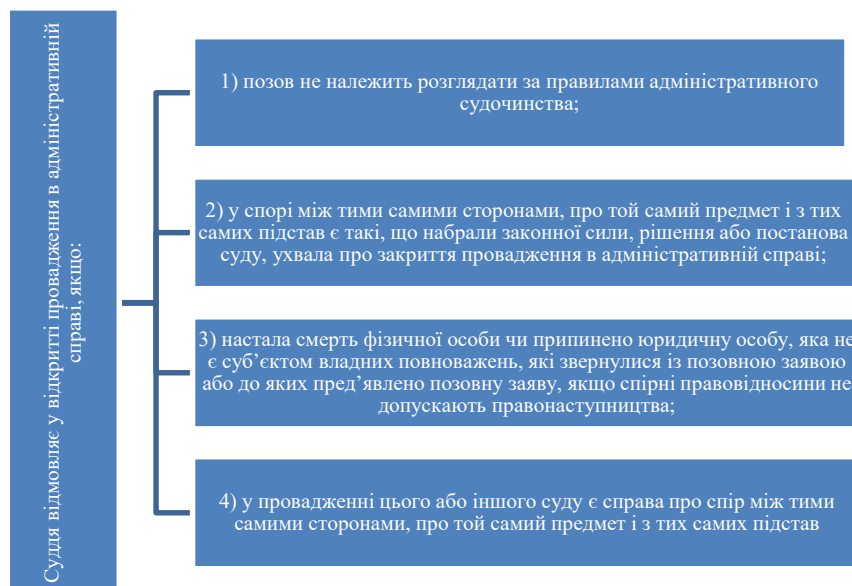 Суддя відмовляє у відкритті провадження в адміністративній
справі, якщо:
1) позов не належить розглядати за правилами адміністративного
судочинства;
2) у спорі між тими самими сторонами, про той самий предмет і з тих
самих підстав є такі, що набрали законної сили, рішення або постанова
суду, ухвала про закриття провадження в адміністративній справі;
3) настала смерть фізичної особи чи припинено юридичну особу, яка не
є суб’єктом владних повноважень, які звернулися із позовною заявою
або до яких пред’явлено позовну заяву, якщо спірні правовідносини не
допускають правонаступництва;
4) у провадженні цього або іншого суду є справа про спір між тими
самими сторонами, про той самий предмет і з тих самих підстав